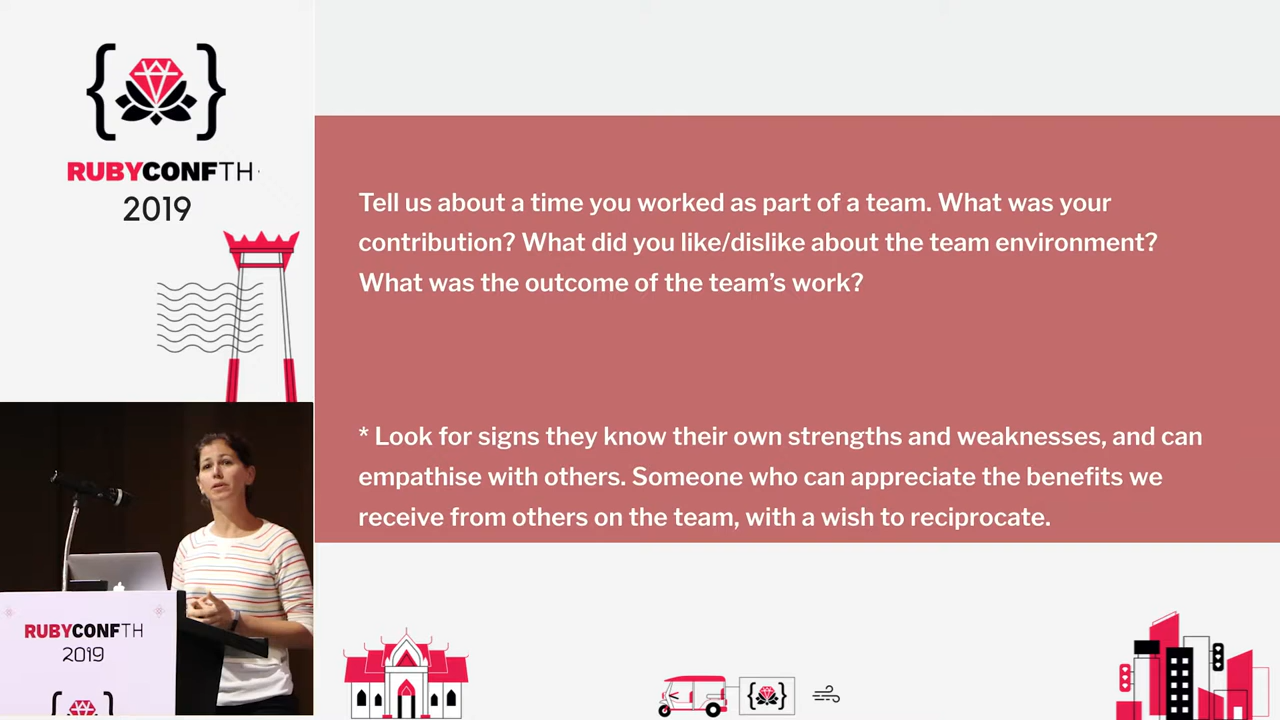 RUBYCONFTH
2019
Tell us about a time you worked as part of a team. What was your
contribution? What did you like/dislike about the team environment?
What was the outcome of the team’s work?
* Look for signs they know their own strengths and weaknesses, and can
empathise with others. Someone who can appreciate the benefits we
receive from others on the team, with a wish to reciprocate.
RUBYCONFTH
2019